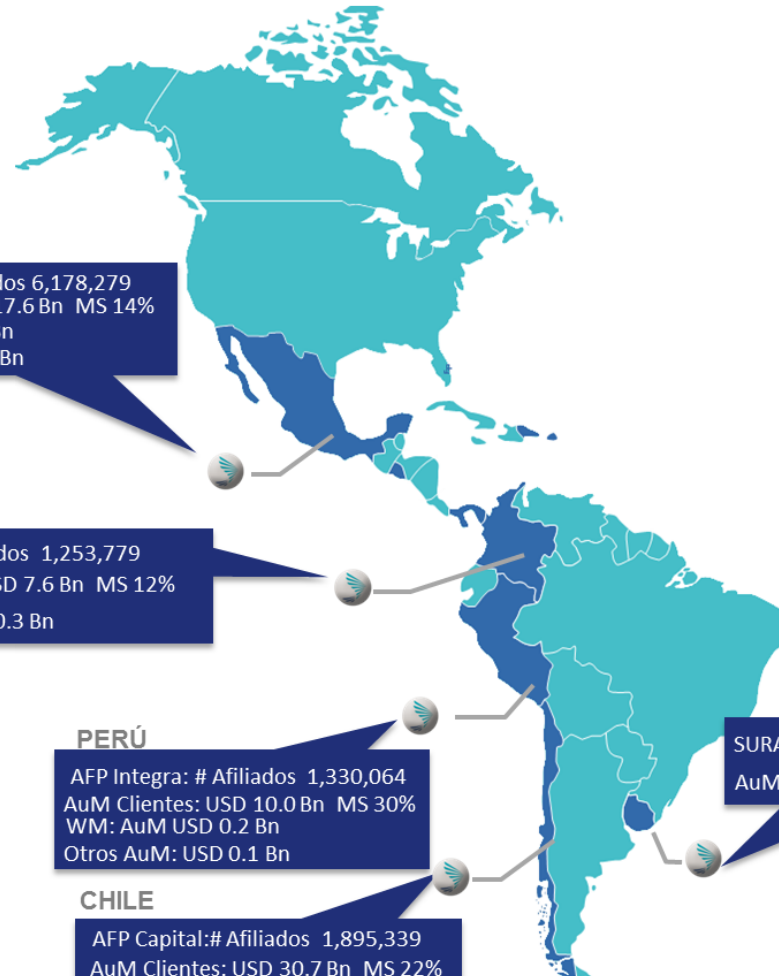 dos 6,178,279
17.6 Bn MS 14%
Bn
Bn
dos 1,253,779
SD 7.6 Bn MS 12%
0.3 Bn
PERÚ
AFP Integra: # Afiliados 1,330,064
AuM Clientes: USD 10.0 Bn MS 30%
WM: AuM USD 0.2 Bn
Otros AuM: USD 0.1 Bn
SURA
AuM
CHILE
AFP Capital:# Afiliados 1,895,339
AuM Clientes: USD 30.7 Bn MS 22%